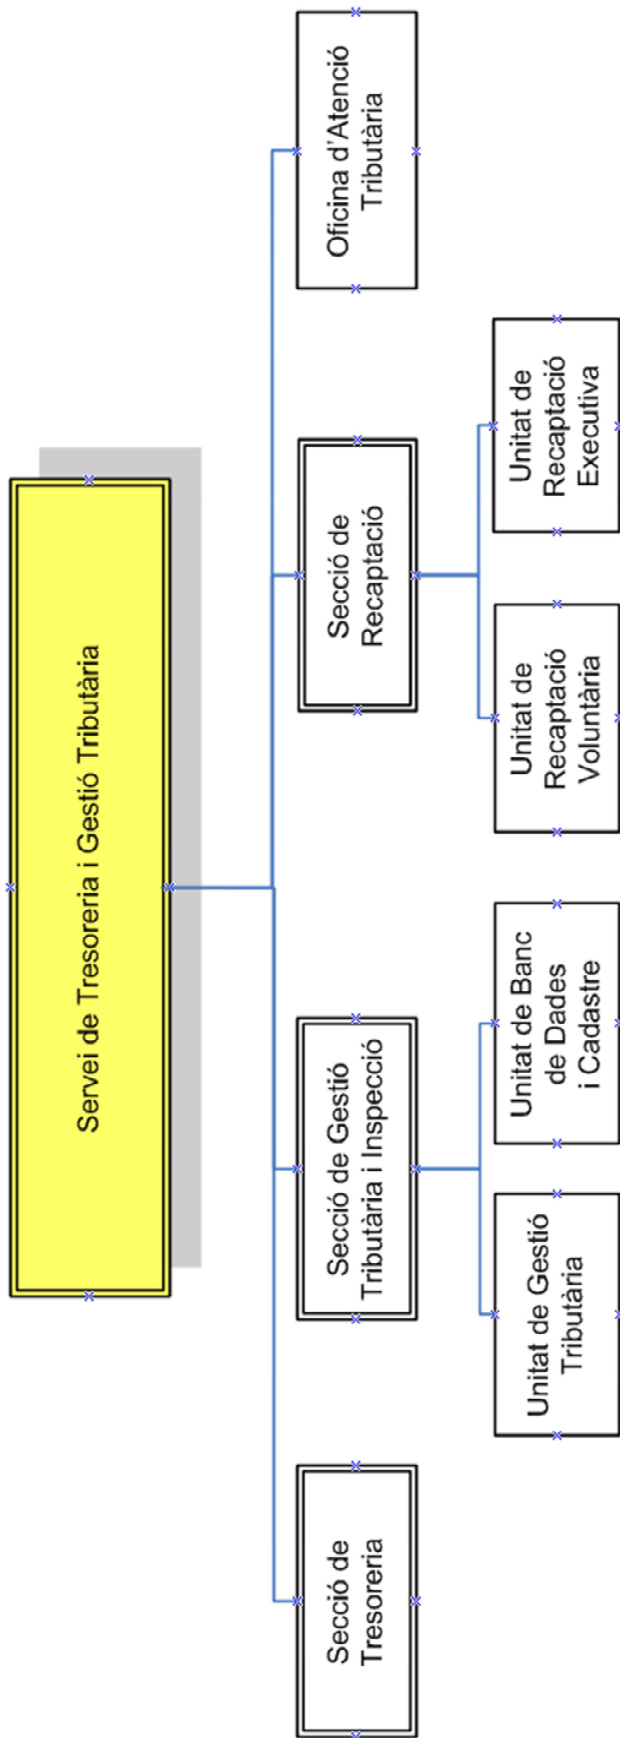 Servei de Tresoreria i Gestió Tributària
Secció de
Tresoreria
Secció de Gestió
Tributària i Inspecció
Secció de
Recaptació
Oficina d'Atenció
Tributària
Unitat de Gestió
Tributària
Unitat de Banc
de Dades
i Cadastre
Unitat de
Recaptació
Voluntària
Unitat de
Recaptació
Executiva